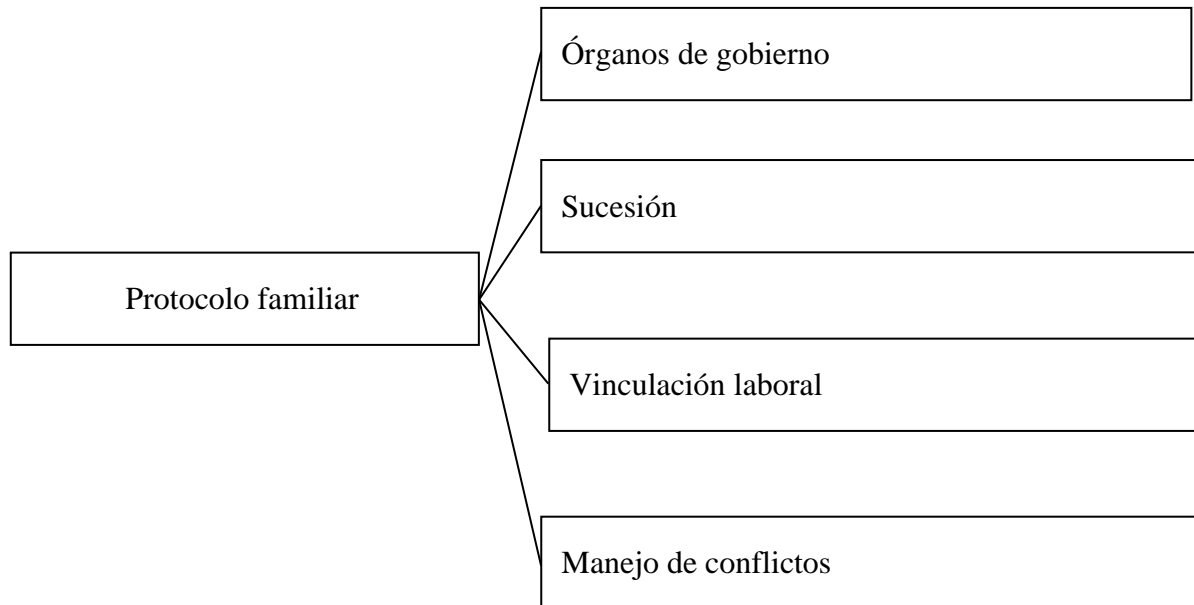 Órganos de gobierno
Sucesión
Protocolo familiar
Vinculación laboral
Manejo de conflictos